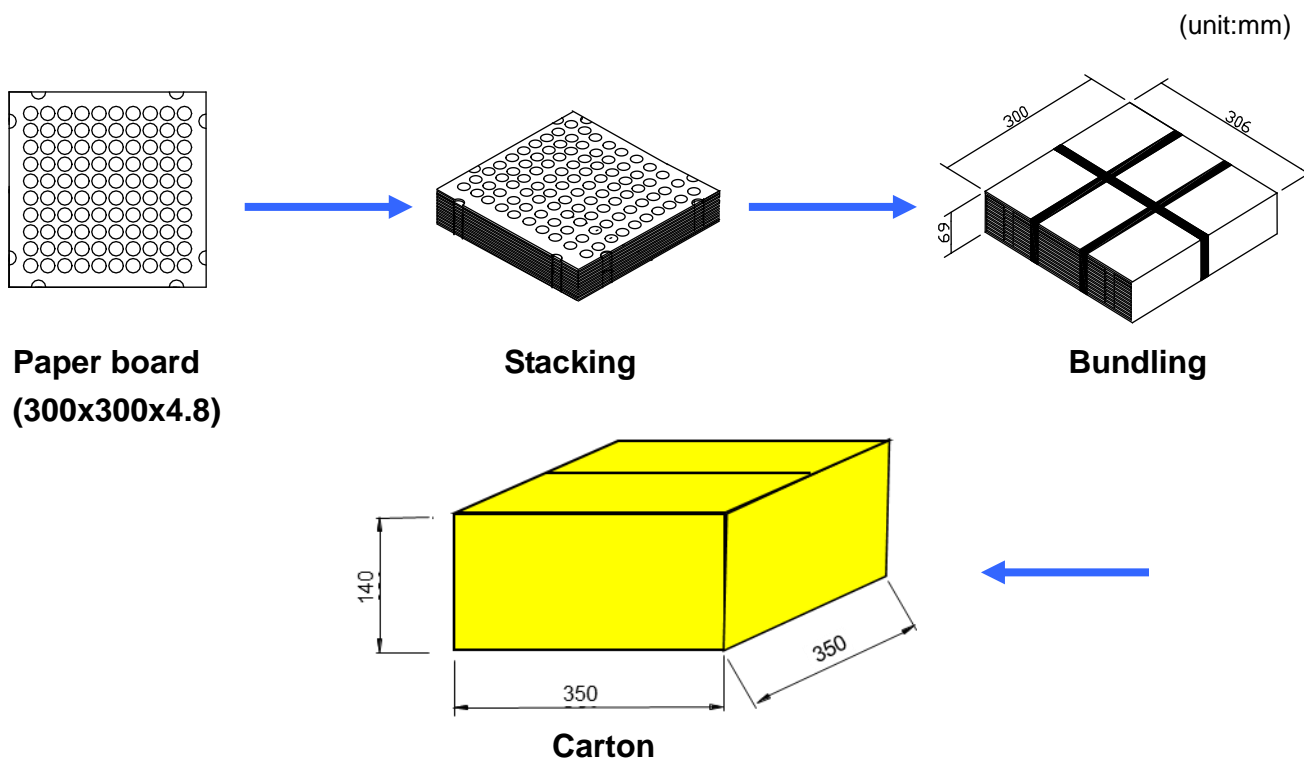 (unit:mm)
300
306
69
Paper board
(300x300x4.8)
Stacking
Bundling
140
350
350
Carton